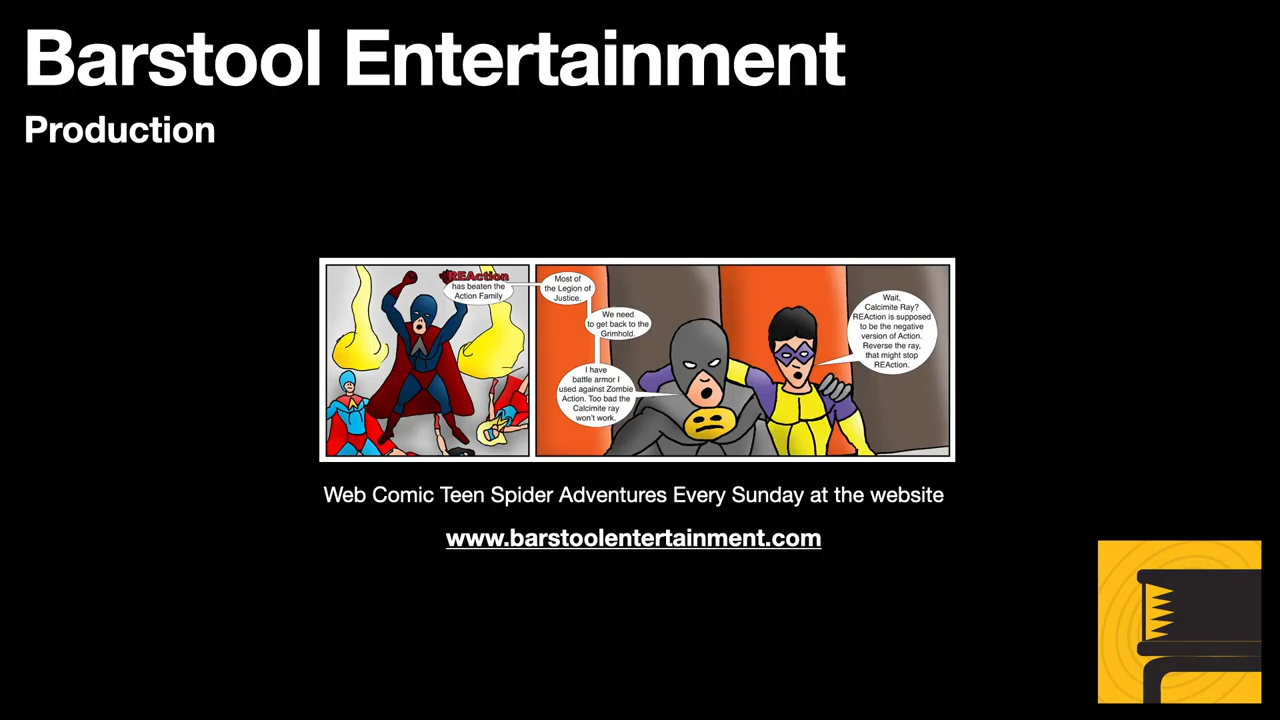 Barstool Entertainment
Production
REAction
has beaten the
Action Family
Most of
the Legion of
Justice.
We need
to get back to the
Grimhold.
I have
battle armor I
used against Zombie
Action. Too bad the
Calcimite ray
won't work.
Wait,
Calcimite Ray?
REAction is supposed
to be the negative
version of Action.
Reverse the ray,
that might stop
REAction.
Web Comic Teen Spider Adventures Every Sunday at the website
www.barstoolentertainment.com